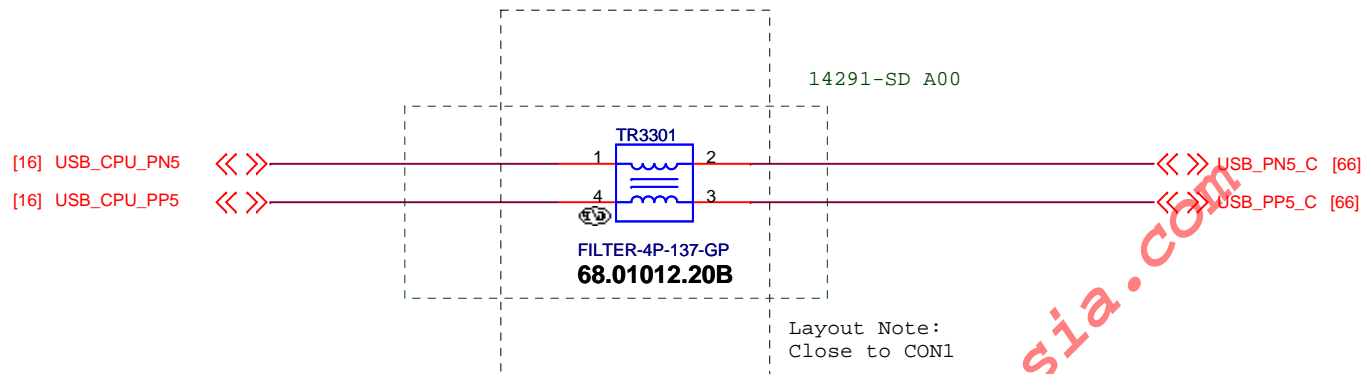 14291-SD A00
TR3301
[16] USB_CPU_PN5
1
2
USB_PN5_C [66]
[16] USB_CPU_PP5
4
3
USB_PP5_C [66]
FILTER-4P-137-GP
68.01012.20B
Layout Note:
Close to CON1
sia.com